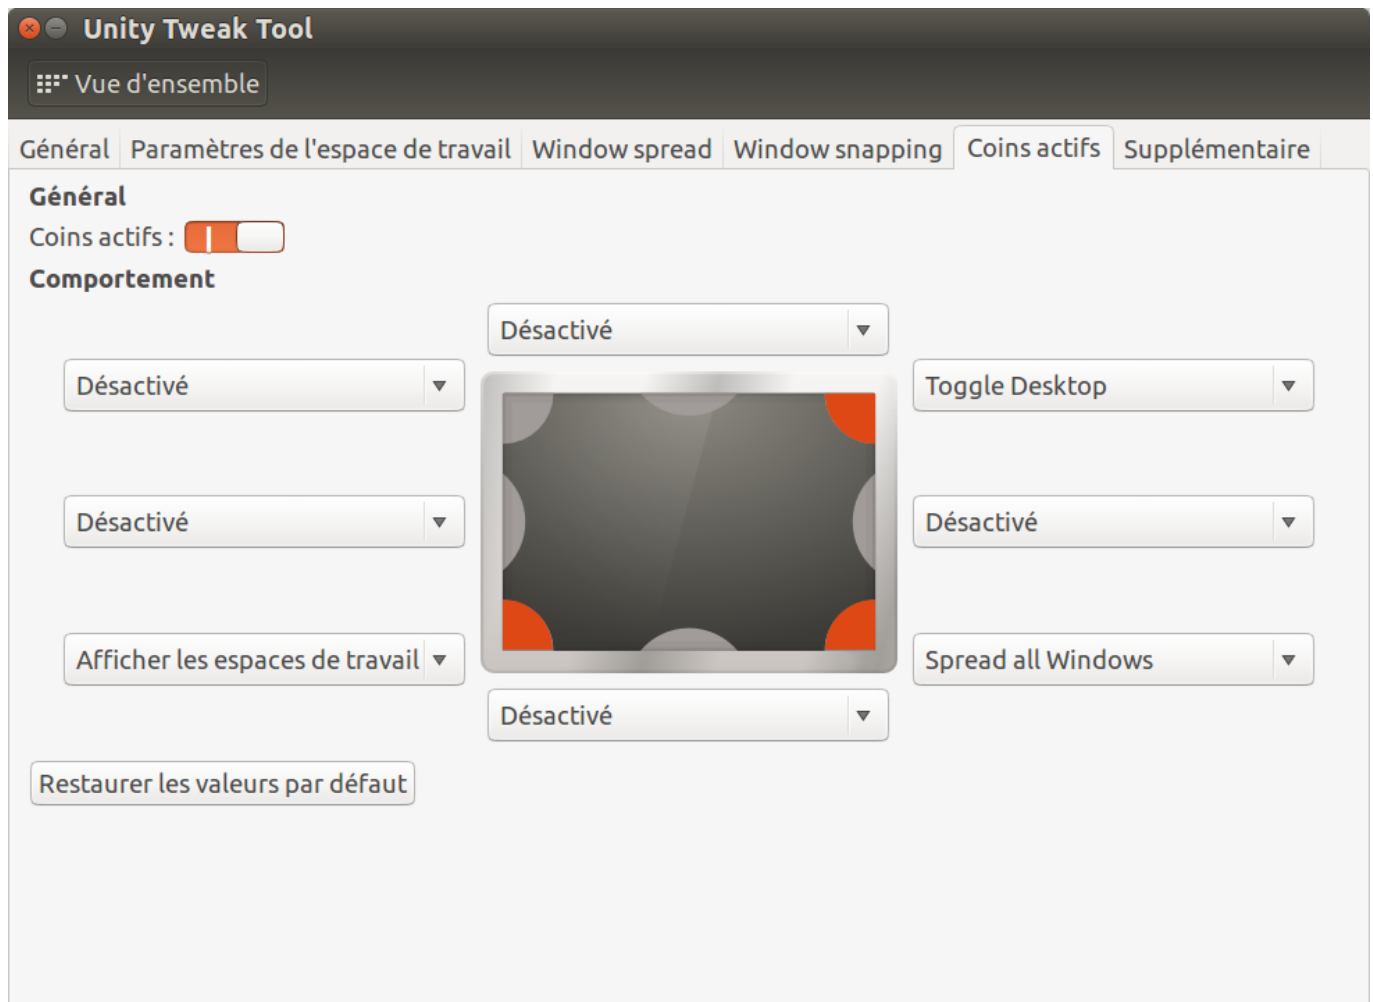 Unity Tweak Tool
Vue d'ensemble
Général Paramètres de l'espace de travail Window spread Window snapping Coins actifs Supplémentaire
Général
Coins actifs :
Comportement
Désactivé
Désactivé
Toggle Desktop
Désactivé
Désactivé
Afficher les espaces de travail
Spread all Windows
Désactivé
Restaurer les valeurs par défaut